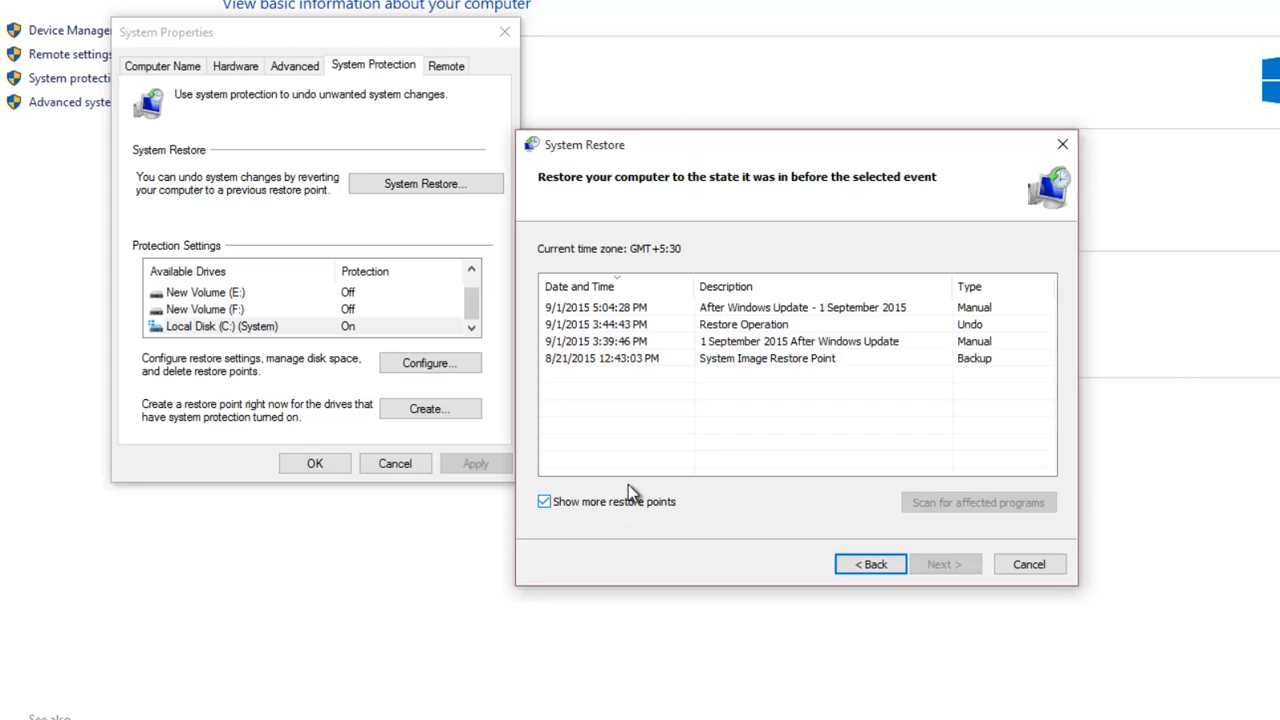 View basic information about your computer
Device Manage
Remote settings
System protecti
Advanced syste
System Properties
Computer Name
Hardware
Advanced
System Protection
Remote
Use system protection to undo unwanted system changes.
System Restore
You can undo system changes by reverting
your computer to a previous restore point.
System Restore...
Protection Settings
Available Drives
Protection
New Volume (E:)
Off
New Volume (F:)
Off
Local Disk (C:) (System)
On
Configure restore settings, manage disk space,
and delete restore points.
Configure...
Create a restore point right now for the drives that
have system protection turned on.
Create...
OK
Cancel
Apply
System Restore
Restore your computer to the state it was in before the selected event
Current time zone: GMT+5:30
Date and Time
Description
Type
9/1/2015 5:04:28 PM
After Windows Update - 1 September 2015
Manual
9/1/2015 3:44:43 PM
Restore Operation
Undo
9/1/2015 3:39:46 PM
1 September 2015 After Windows Update
Manual
8/21/2015 12:43:03 PM
System Image Restore Point
Backup
Show more restore points
Scan for affected programs
< Back
Next >
Cancel
See also